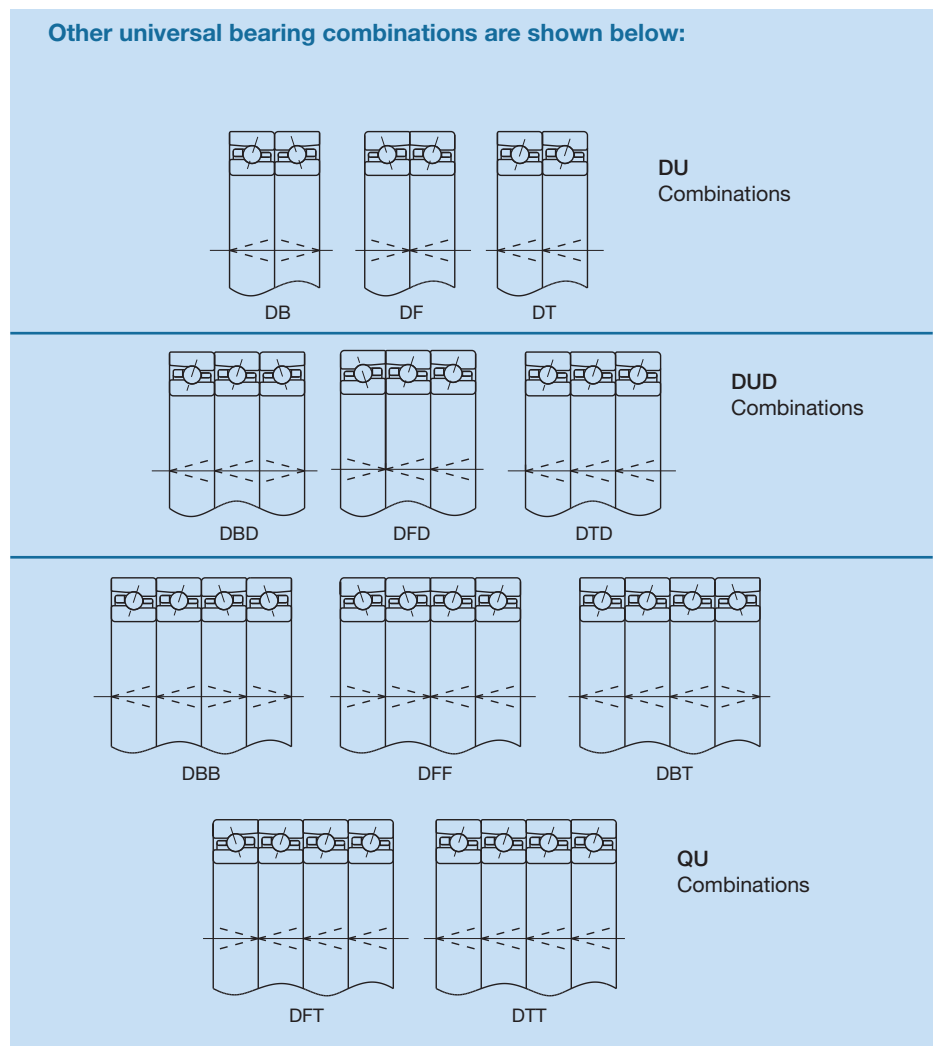 Other universal bearing combinations are shown below:
DU
Combinations
DB DF DT
DUD
Combinations
DBD DFD DTD
DBB DFF DBT
QU
Combinations
DFT DTT